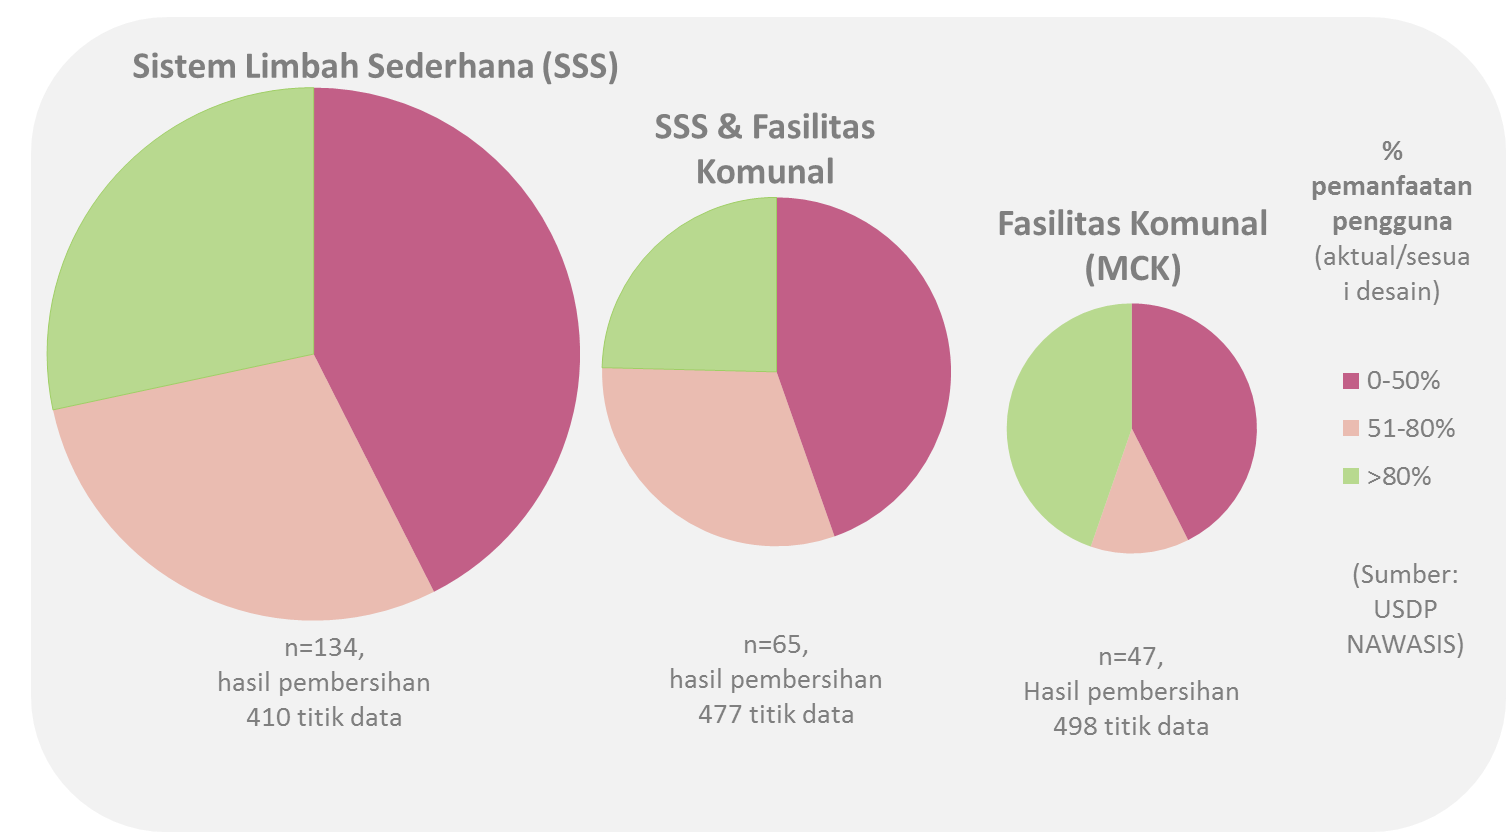 Sistem Limbah Sederhana (SSS)
n=134,
hasil pembersihan
410 titik data
SSS & Fasilitas
Komunal
n=65,
hasil pembersihan
477 titik data
Fasilitas Komunal
(MCK)
n=47,
Hasil pembersihan
498 titik data
%
pemanfaatan
pengguna
(aktual/sesua
i desain)
0-50%
51-80%
>80%
(Sumber:
USDP
NAWASIS)